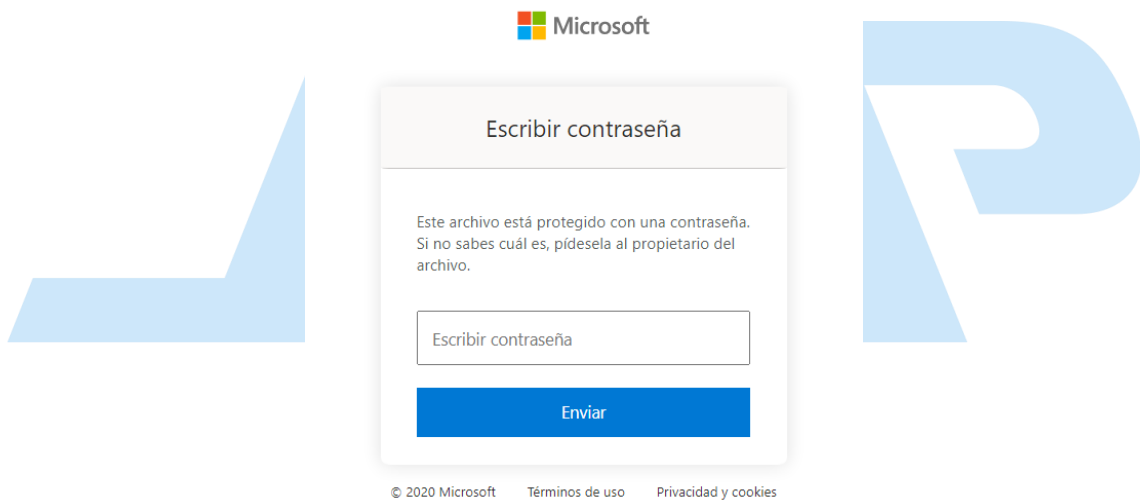 Microsoft
Escribir contraseña
Este archivo está protegido con una contraseña.
Si no sabes cuál es, pídesela al propietario del
archivo.
Escribir contraseña
Enviar
© 2020 Microsoft Términos de uso Privacidad y cookies